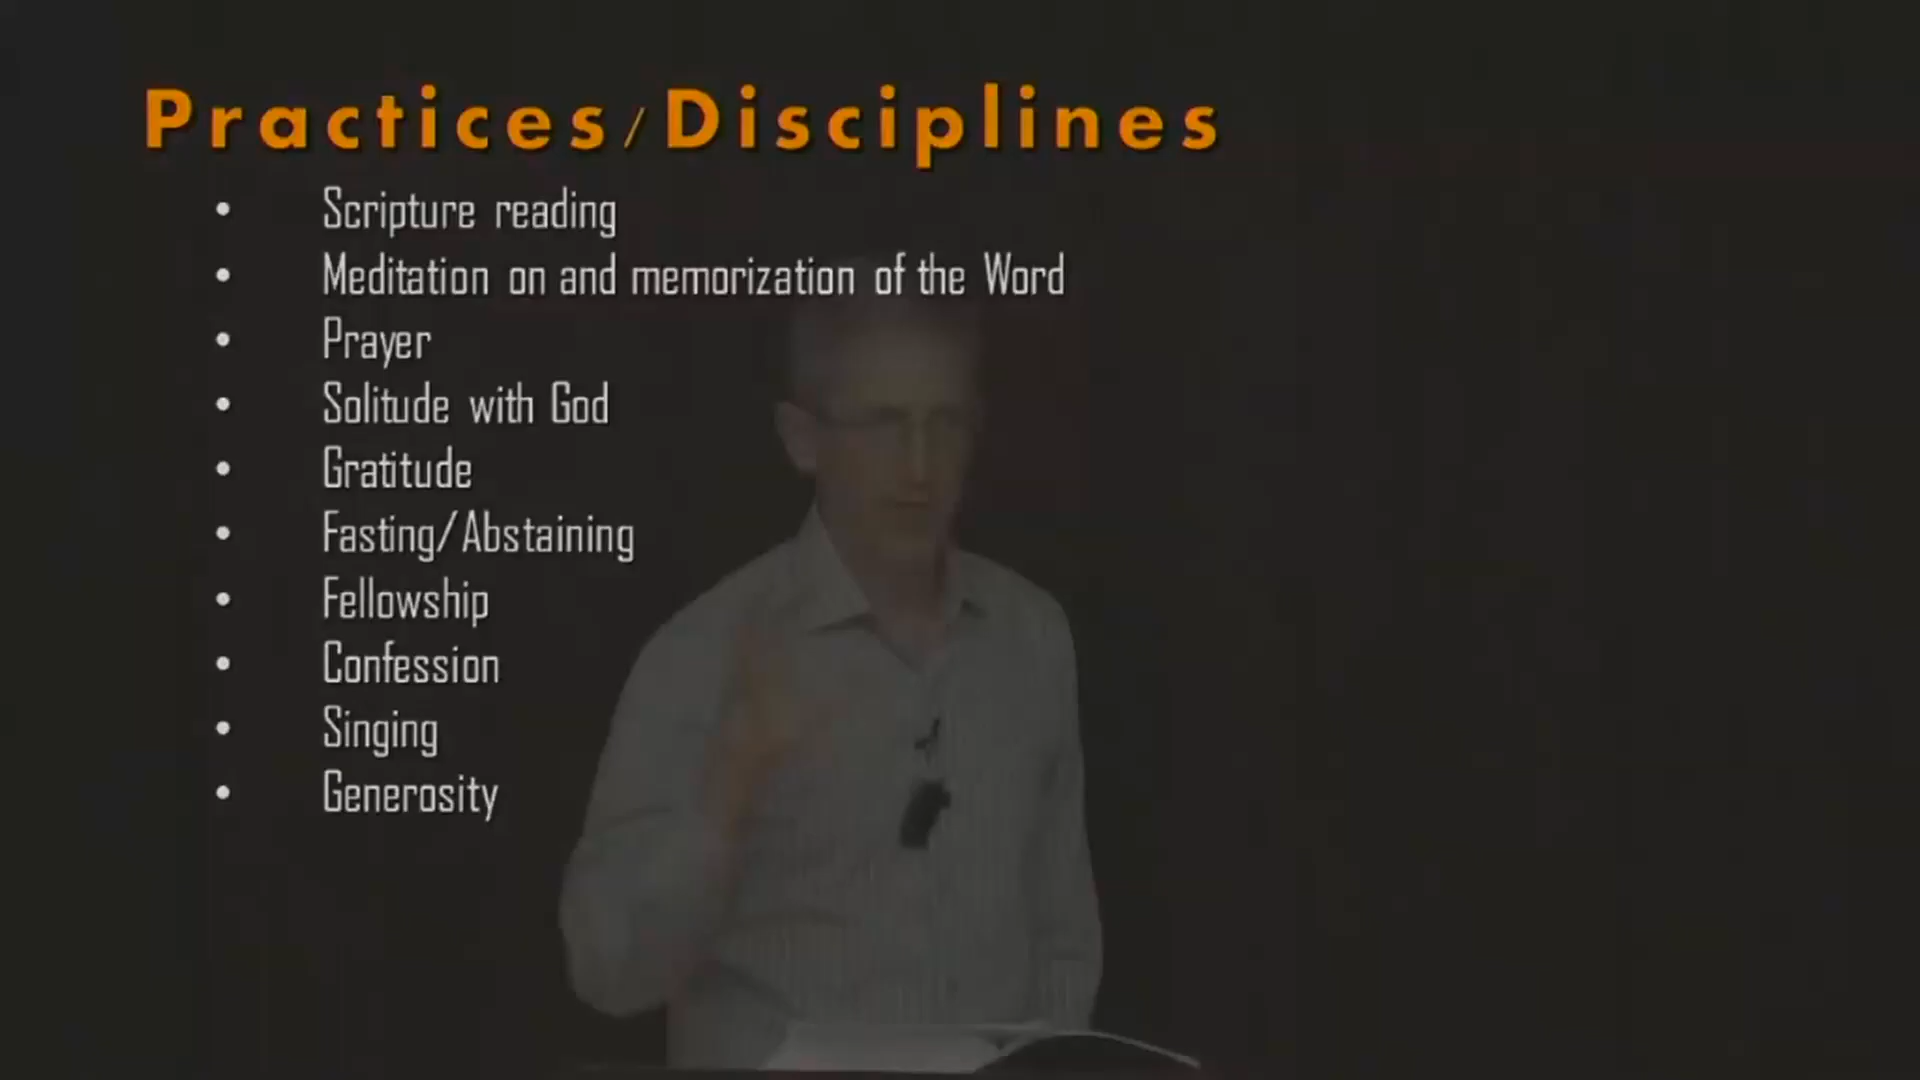 Practices/Disciplines
• Scripture reading
• Meditation on and memorization of the Word
• Prayer
• Solitude with God
• Gratitude
• Fasting/Abstaining
• Fellowship
• Confession
• Singing
• Generosity